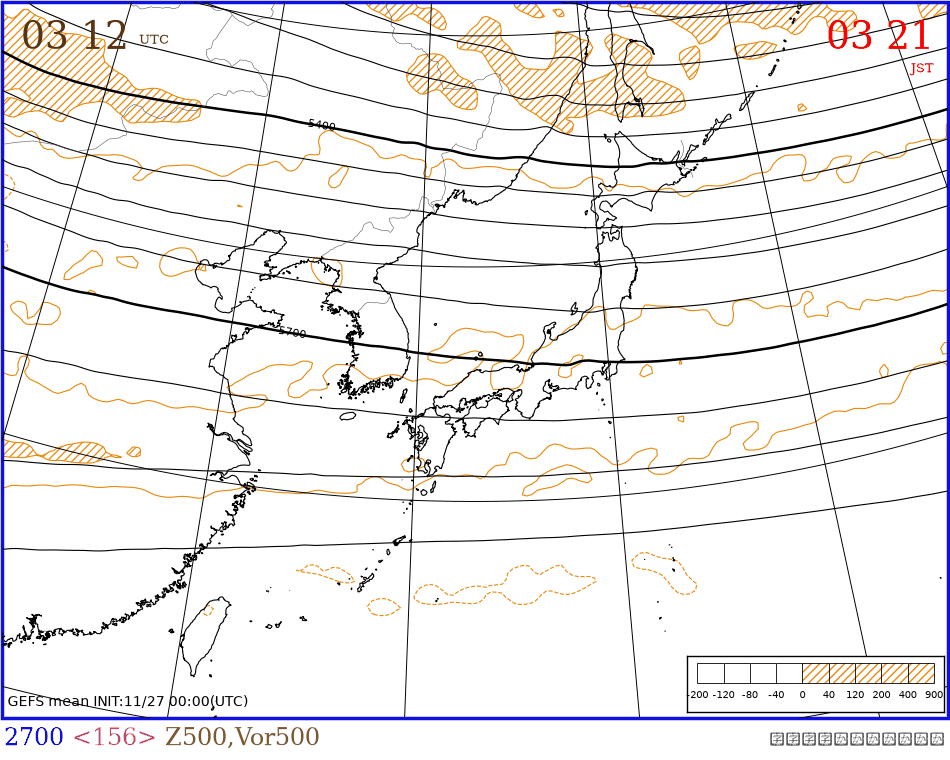 03 12 UTC
03 21
JST
5400
5700
-200 -120 -80 -40 0 40 120 200 400 900
GEFS mean INIT:11/27 00:00(UTC)
2700 <156> Z500,Vor500